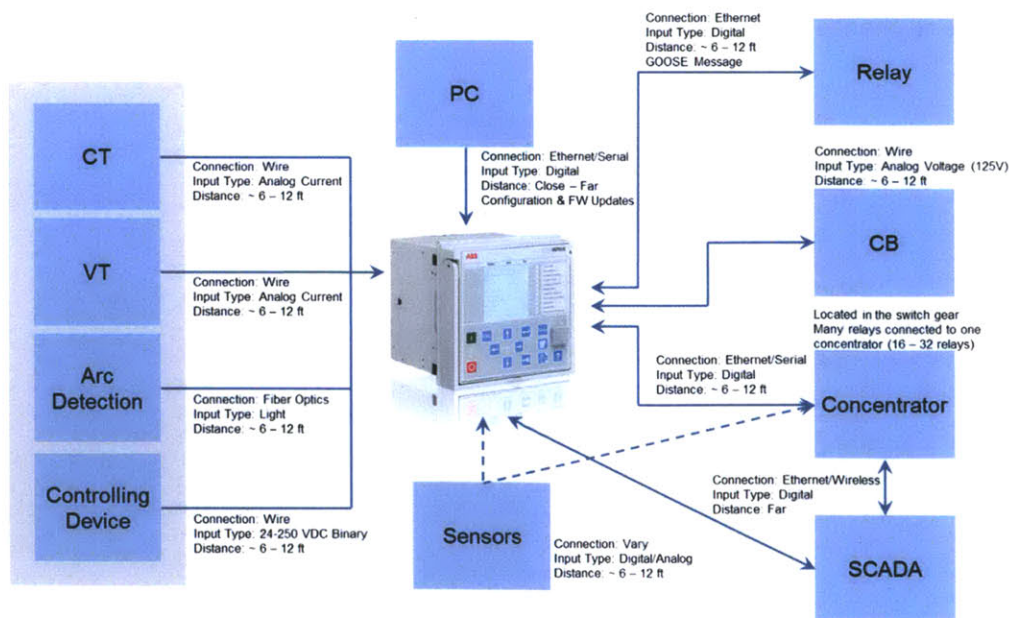 CT
Connection: Wire
Input Type: Analog Current
Distance: ~ 6 – 12 ft
VT
Connection: Wire
Input Type: Analog Current
Distance: ~ 6 – 12 ft
Arc
Detection
Connection: Fiber Optics
Input Type: Light
Distance: ~ 6 – 12 ft
Controlling
Device
Connection: Wire
Input Type: 24-250 VDC Binary
Distance: ~ 6 – 12 ft
PC
Connection: Ethernet/Serial
Input Type: Digital
Distance: Close – Far
Configuration & FW Updates
ABB
Sensors
Connection: Vary
Input Type: Digital/Analog
Distance: ~ 6 – 12 ft
Connection: Ethernet
Input Type: Digital
Distance: ~ 6 – 12 ft
GOOSE Message
Relay
Connection: Wire
Input Type: Analog Voltage (125V)
Distance: ~ 6 – 12 ft
CB
Located in the switch gear
Many relays connected to one
concentrator (16 – 32 relays)
Connection: Ethernet/Serial
Input Type: Digital
Distance: ~ 6 – 12 ft
Concentrator
Connection: Ethernet/Wireless
Input Type: Digital
Distance: Far
SCADA